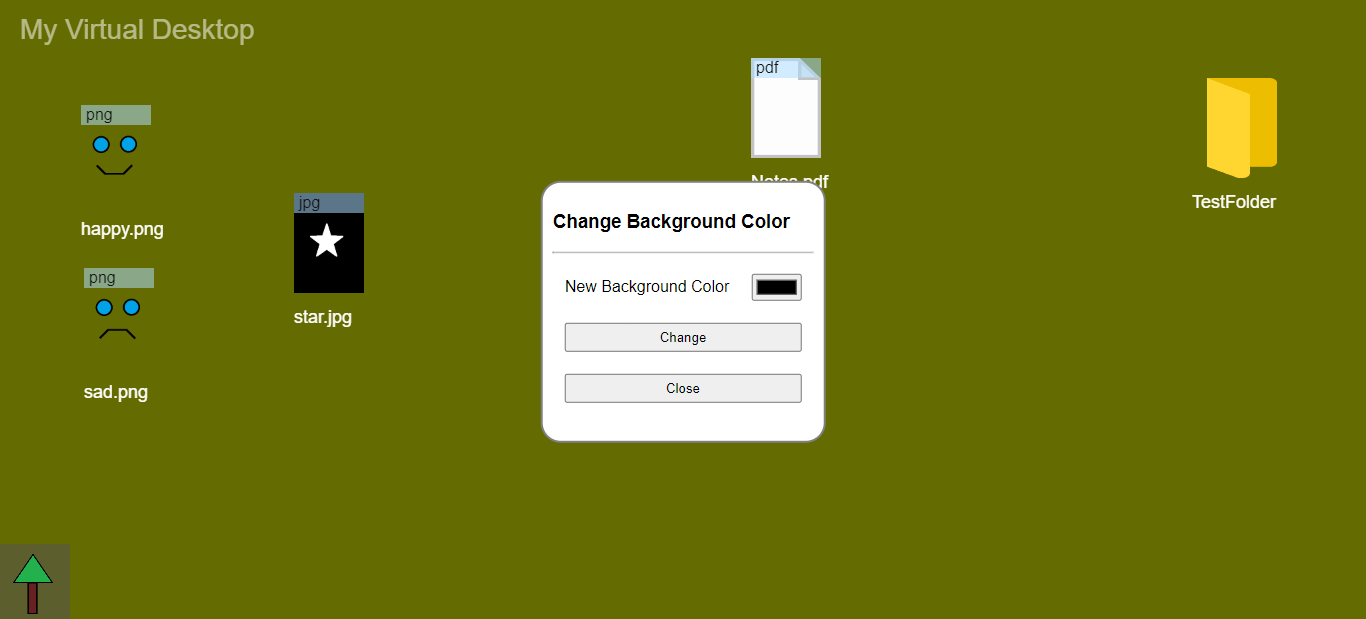 My Virtual Desktop
pdf
png
happy.png
jpg
star.jpg
png
sad.png
Notes.pdf
TestFolder
Change Background Color
New Background Color
Change
Close